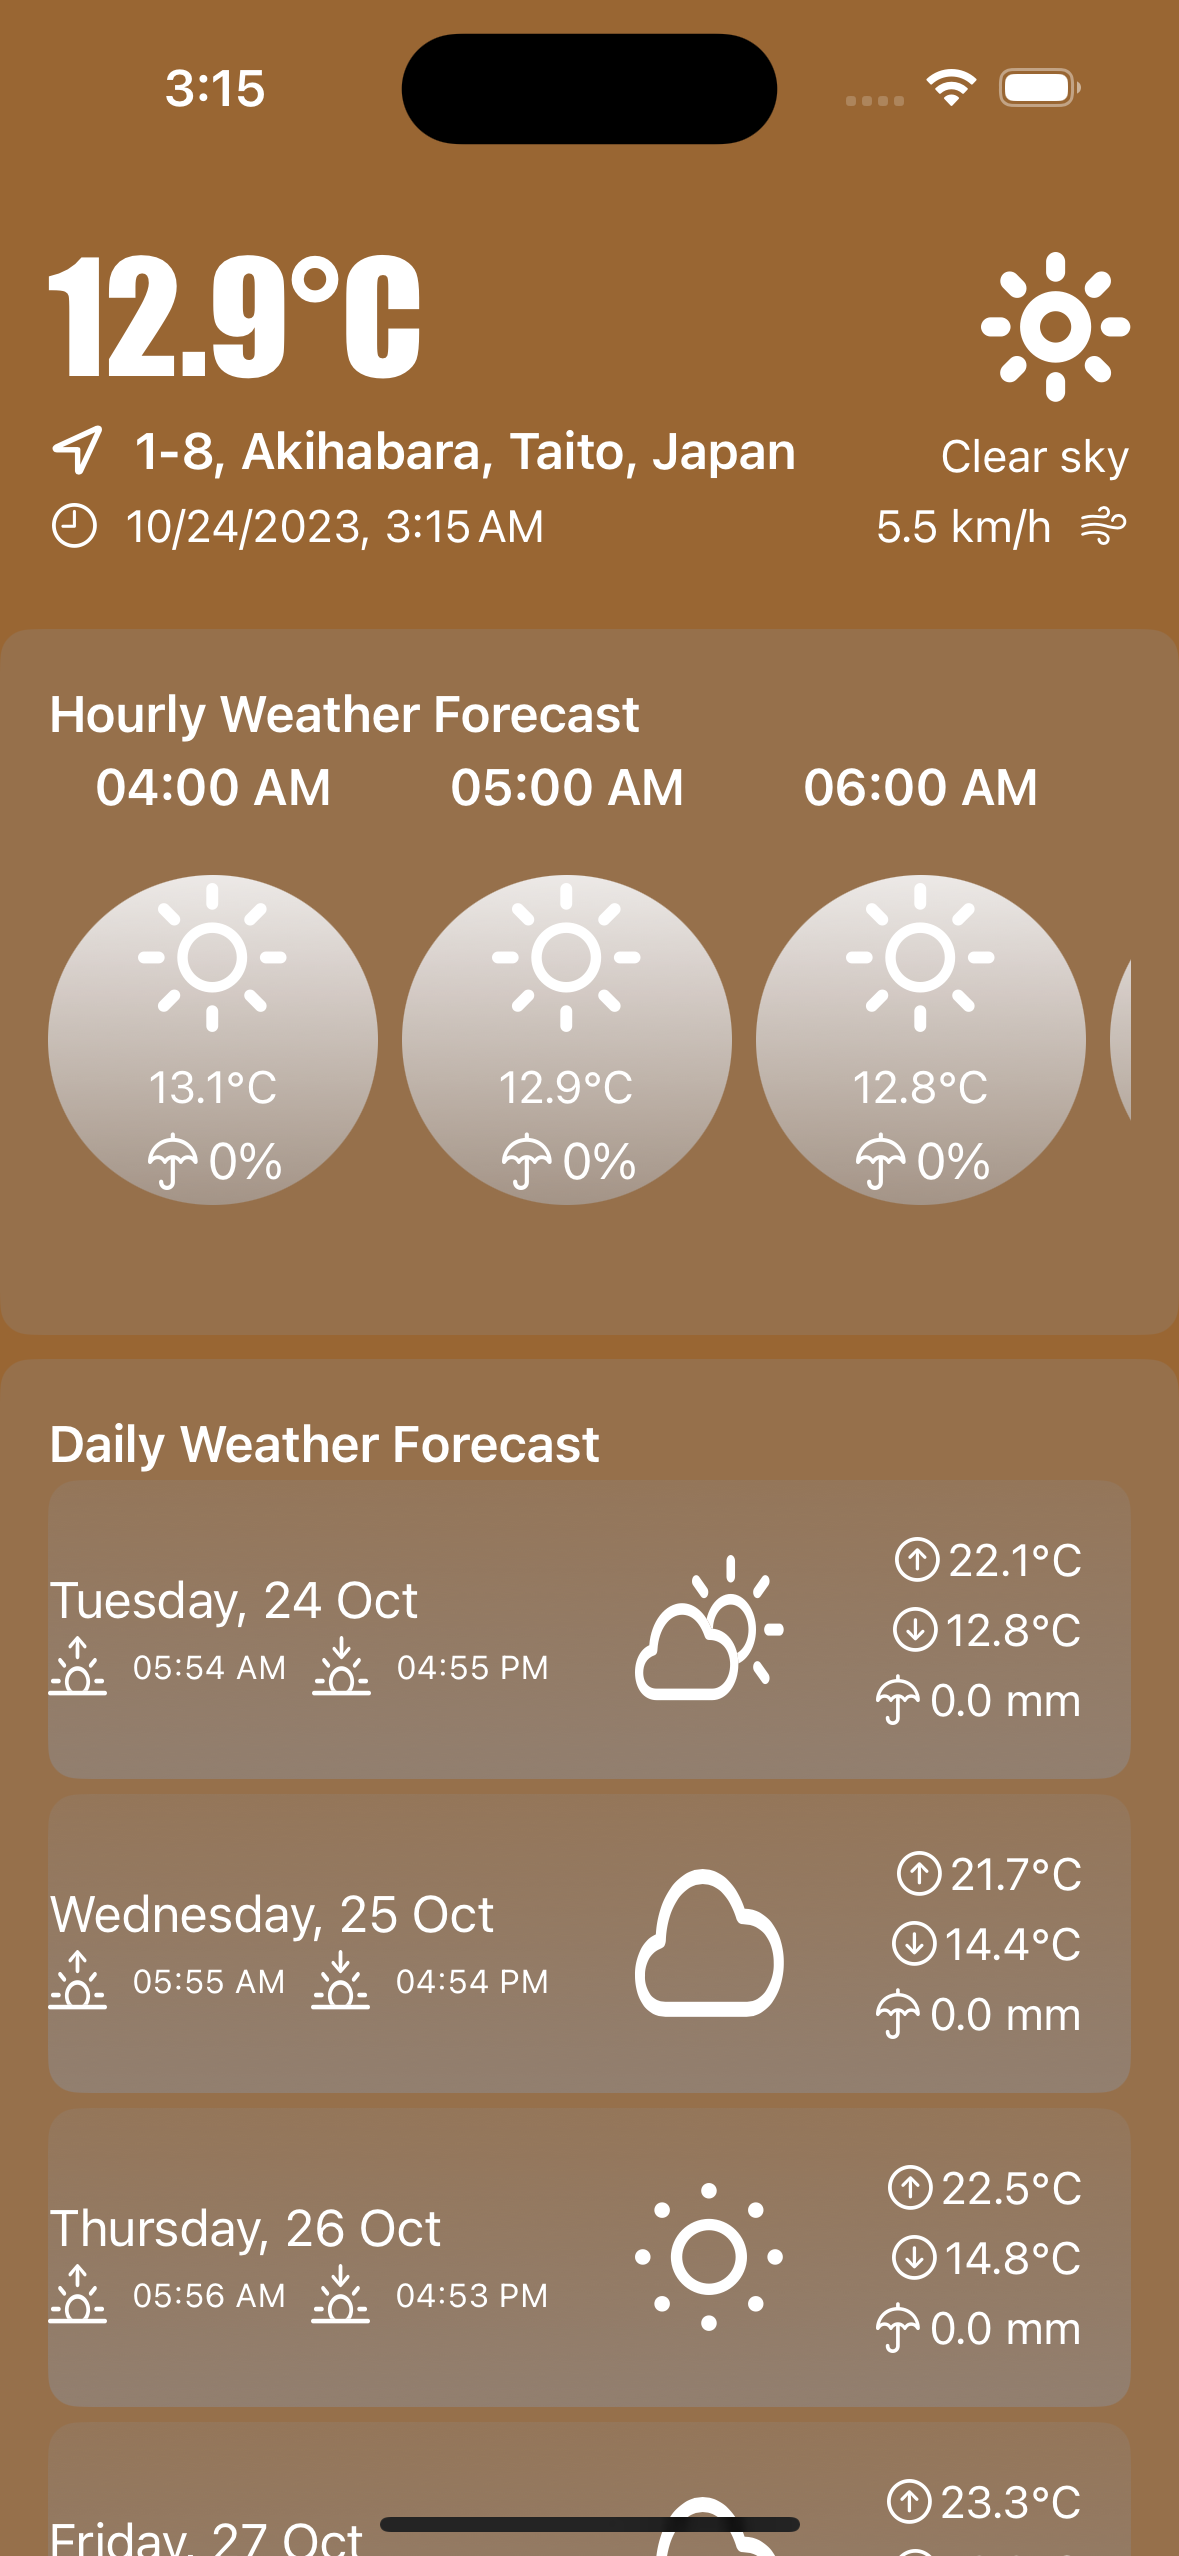 3:15
12.9°C
1-8, Akihabara, Taito, Japan
Clear sky
10/24/2023, 3:15 AM
5.5 km/h
Hourly Weather Forecast
04:00 AM 05:00 AM 06:00 AM
13.1°C 12.9°C 12.8°C
0% 0% 0%
Daily Weather Forecast
22.1°C
Tuesday, 24 Oct
12.8°C
05:54 AM 04:55 PM
0.0 mm
21.7°C
Wednesday, 25 Oct
14.4°C
05:55 AM 04:54 PM
0.0 mm
22.5°C
Thursday, 26 Oct
14.8°C
05:56 AM 04:53 PM
0.0 mm
23.3°C
Friday, 27 Oct